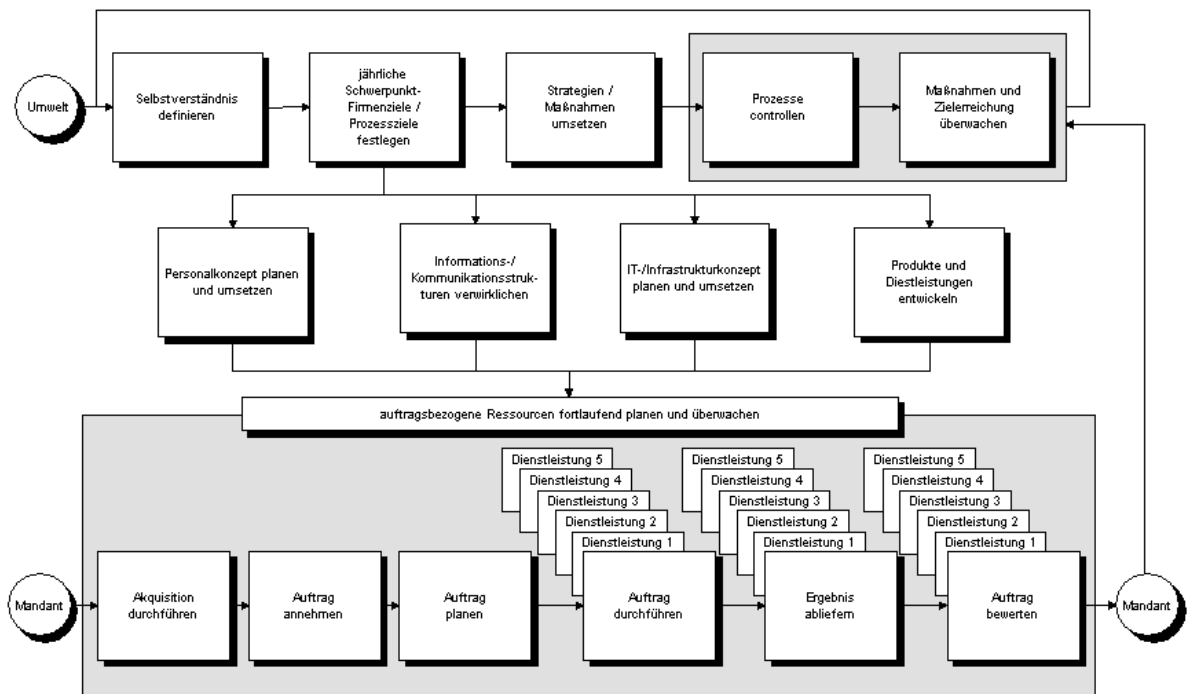 Umwelt
Selbstverständnis
definieren
jährliche
Schwerpunkt-
Firmenziele /
Prozessziele
festlegen
Strategien /
Maßnahmen
umsetzen
Prozesse
controllen
Maßnahmen und
Zielerreichung
überwachen
Personalkonzept planen
und umsetzen
Informations-/
Kommunikationsstruk-
turen verwirklichen
IT-/Infrastrukturkonzept
planen und umsetzen
Produkte und
Diestleistungen
entwickeln
auftragsbezogene Ressourcen fortlaufend planen und überwachen
Mandant
Akquisition
durchführen
Auftrag
annehmen
Auftrag
planen
Dienstleistung 5
Dienstleistung 4
Dienstleistung 3
Dienstleistung 2
Dienstleistung 1
Auftrag
durchführen
Dienstleistung 5
Dienstleistung 4
Dienstleistung 3
Dienstleistung 2
Dienstleistung 1
Ergebnis
abliefern
Dienstleistung 5
Dienstleistung 4
Dienstleistung 3
Dienstleistung 2
Dienstleistung 1
Auftrag
bewerten
Mandant